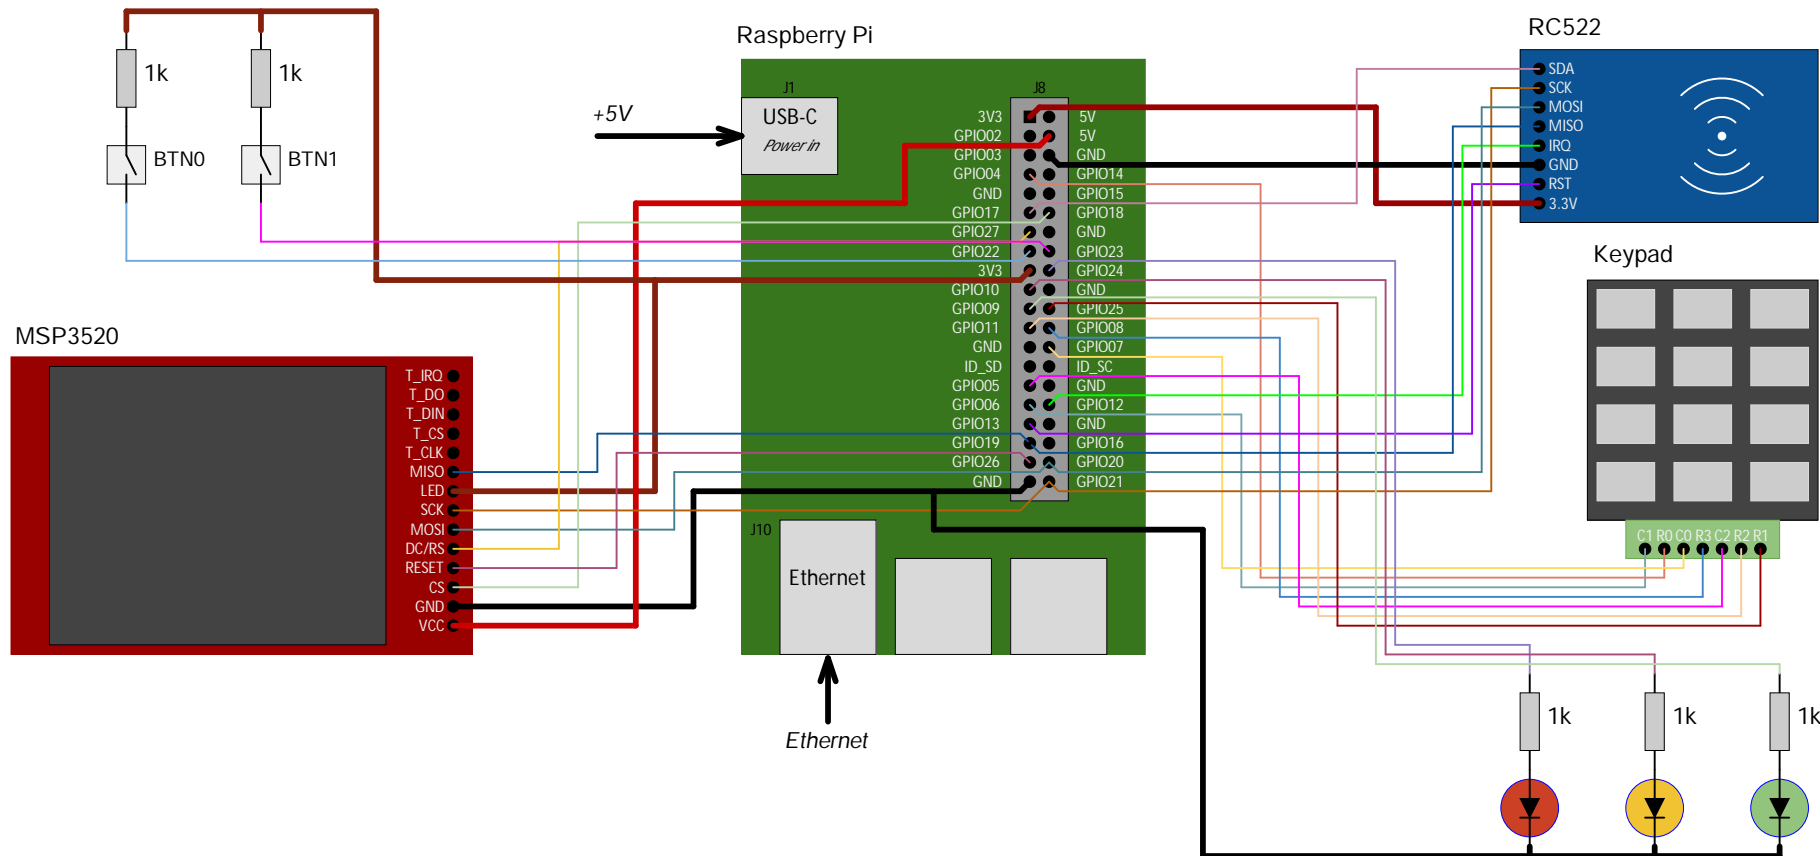 1k
1k
BTN0
BTN1
Raspberry Pi
J1
USB-C
Power in
+5V
J8
3V3 5V
GPIO02 5V
GPIO03 GND
GPIO04 GPIO14
GND GPIO15
GPIO17 GPIO18
GPIO27 GND
GPIO22 GPIO23
3V3 GPIO24
GPIO10 GND
GPIO09 GPIO25
GPIO11 GPIO08
GND GPIO07
ID_SD ID_SC
GPIO05 GND
GPIO06 GPIO12
GPIO13 GND
GPIO19 GPIO16
GPIO26 GPIO20
GND GPIO21
J10
Ethernet
Ethernet
RC522
SDA
SCK
MOSI
MISO
IRQ
GND
RST
3.3V
Keypad
C1 R0 C0 R3 C2 R2 R1
MSP3520
T_IRQ
T_DO
T_DIN
T_CS
T_CLK
MISO
LED
SCK
MOSI
DC/RS
RESET
CS
GND
VCC
1k
1k
1k